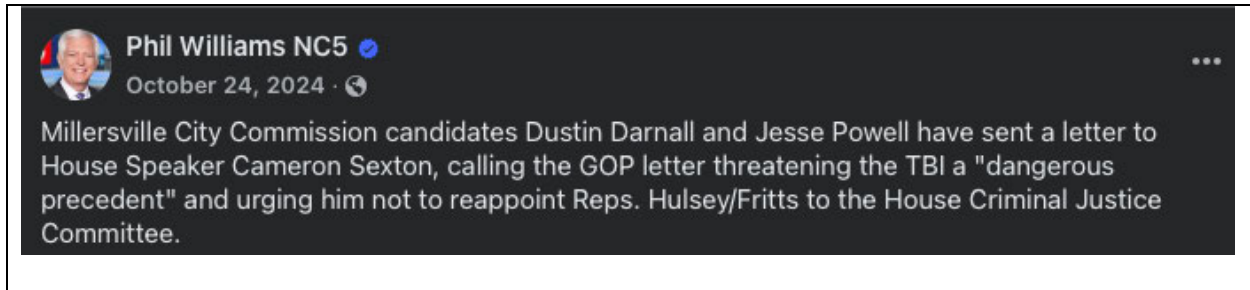 Phil Williams NC5
October 24, 2024 ·
Millersville City Commission candidates Dustin Darnall and Jesse Powell have sent a letter to
House Speaker Cameron Sexton, calling the GOP letter threatening the TBI a "dangerous
precedent" and urging him not to reappoint Reps. Hulsey/Fritts to the House Criminal Justice
Committee.